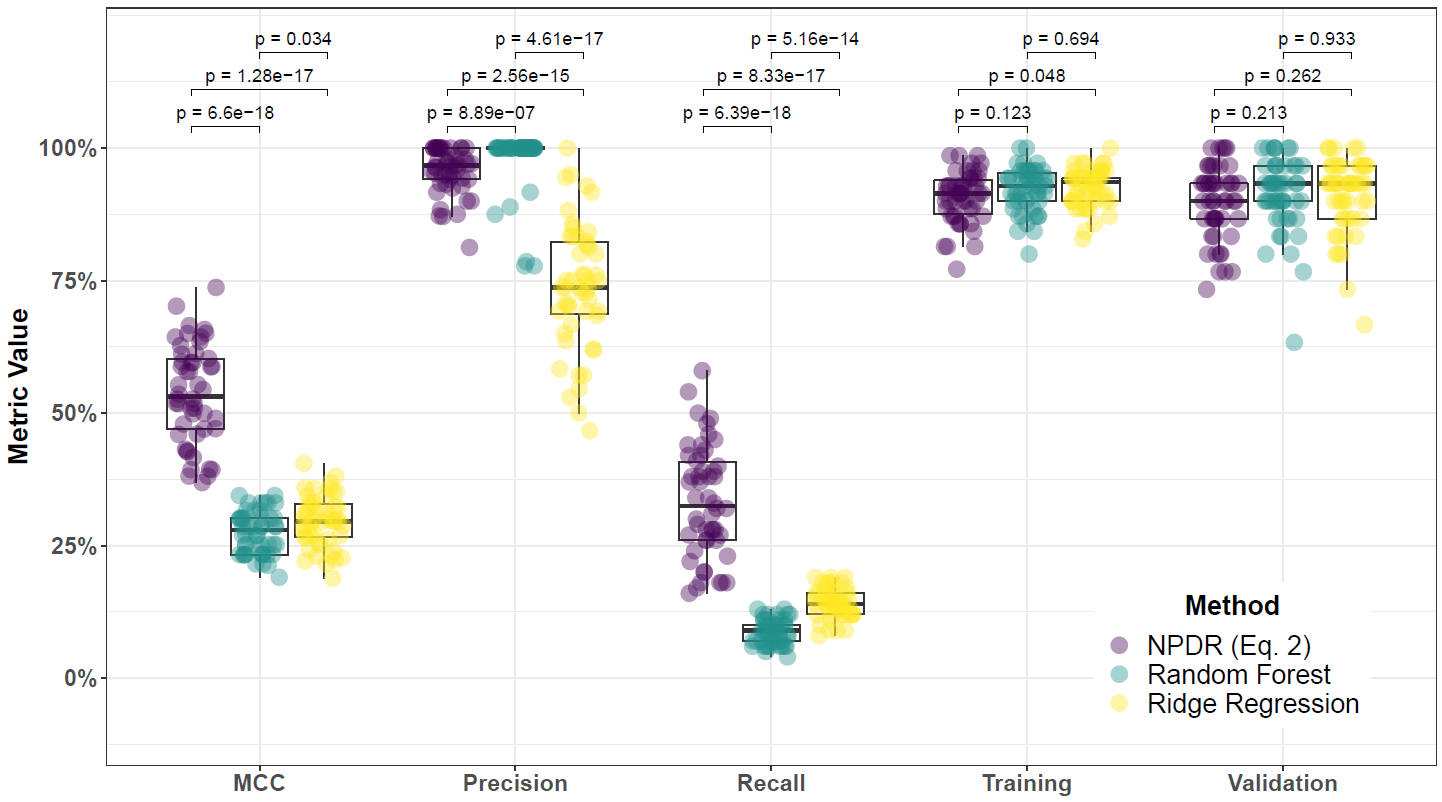 p = 0.034
p = 4.61e−17
p = 5.16e−14
p = 0.694
p = 0.933
p = 1.28e−17
p = 2.56e−15
p = 8.33e−17
p = 0.048
p = 0.262
p = 6.6e−18
p = 8.89e−07
p = 6.39e−18
p = 0.123
p = 0.213
100%
75%
50%
25%
0%
Metric Value
Method
NPDR (Eq. 2)
Random Forest
Ridge Regression
MCC
Precision
Recall
Training
Validation